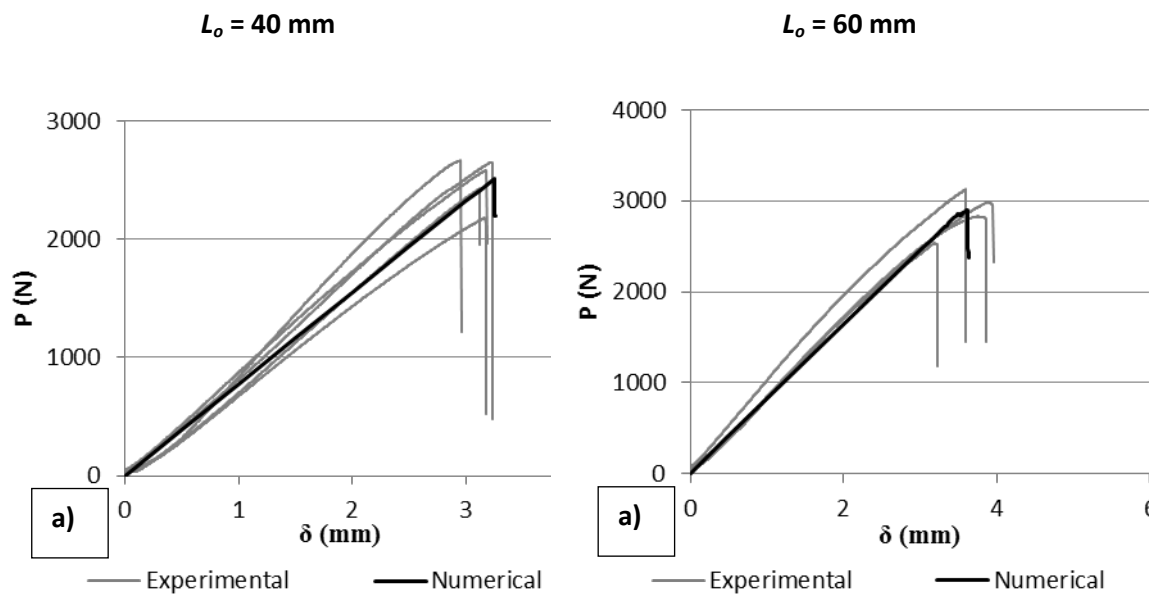 Lo = 40 mm
3000
2000
1000
0
P (N)
0 1 2 3
δ (mm)
a)
Experimental Numerical
Lo = 60 mm
4000
3000
2000
1000
0
P (N)
0 2 4 6
δ (mm)
a)
Experimental Numerical